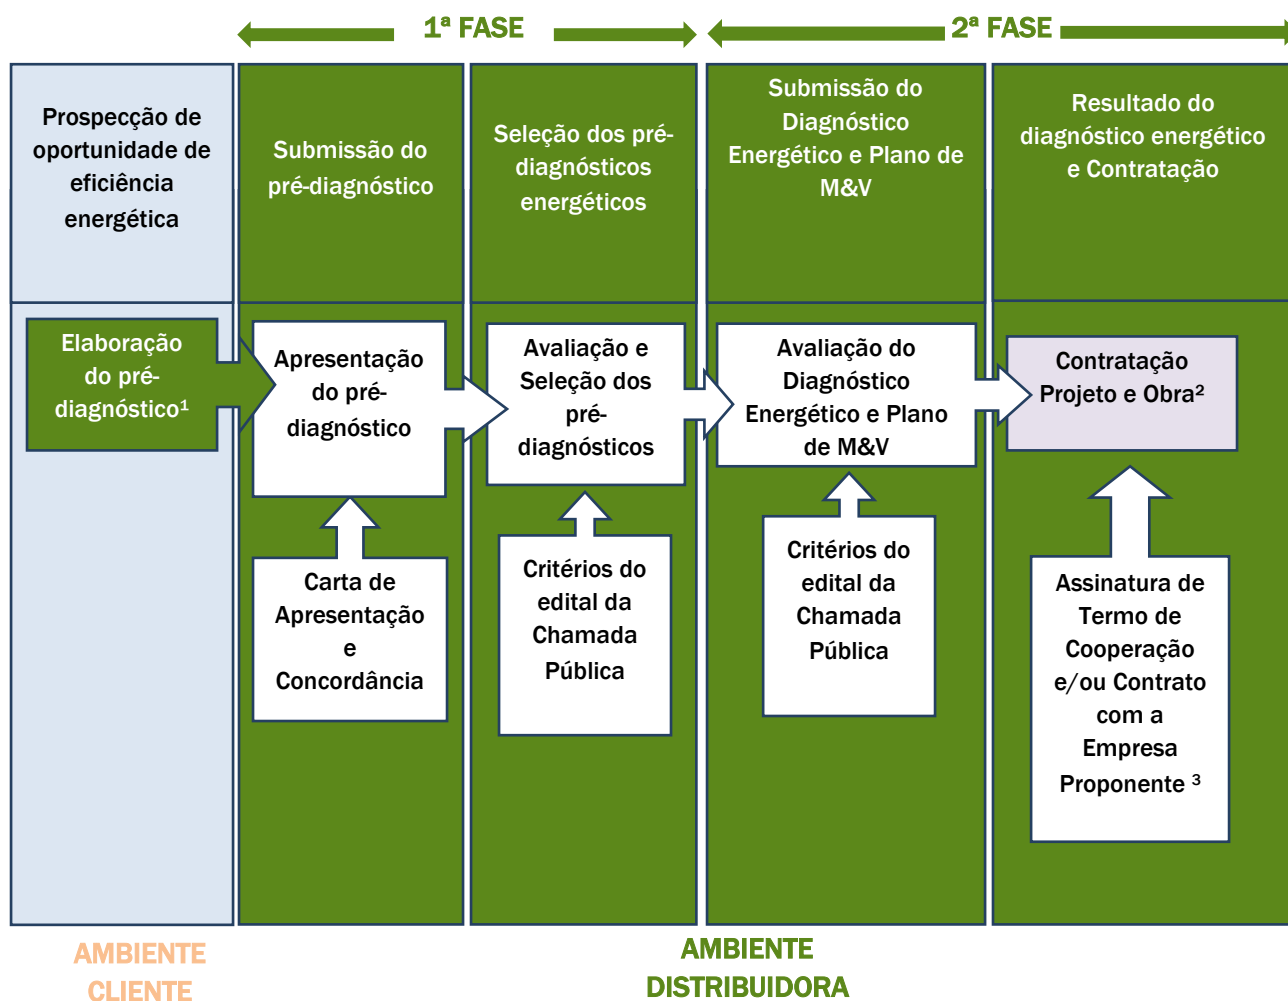 1ª FASE
2ª FASE
Prospecção de
oportunidade de
eficiência
energética
Submissão do
pré-diagnóstico
Seleção dos pré-
diagnósticos
energéticos
Submissão do
Diagnóstico
Energético e Plano de
M&V
Resultado do
diagnóstico energético
e Contratação
Elaboração
do pré-
diagnóstico¹
Apresentação
do pré-
diagnóstico
Avaliação e
Seleção dos
pré-
diagnósticos
Avaliação do
Diagnóstico
Energético e Plano
de M&V
Contratação
Projeto e Obra²
Carta de
Apresentação
e
Concordância
Critérios do
edital da
Chamada
Pública
Critérios do
edital da
Chamada
Pública
Assinatura de
Termo de
Cooperação
e/ou Contrato
com a
Empresa
Proponente ³
AMBIENTE
CLIENTE
AMBIENTE
DISTRIBUIDORA